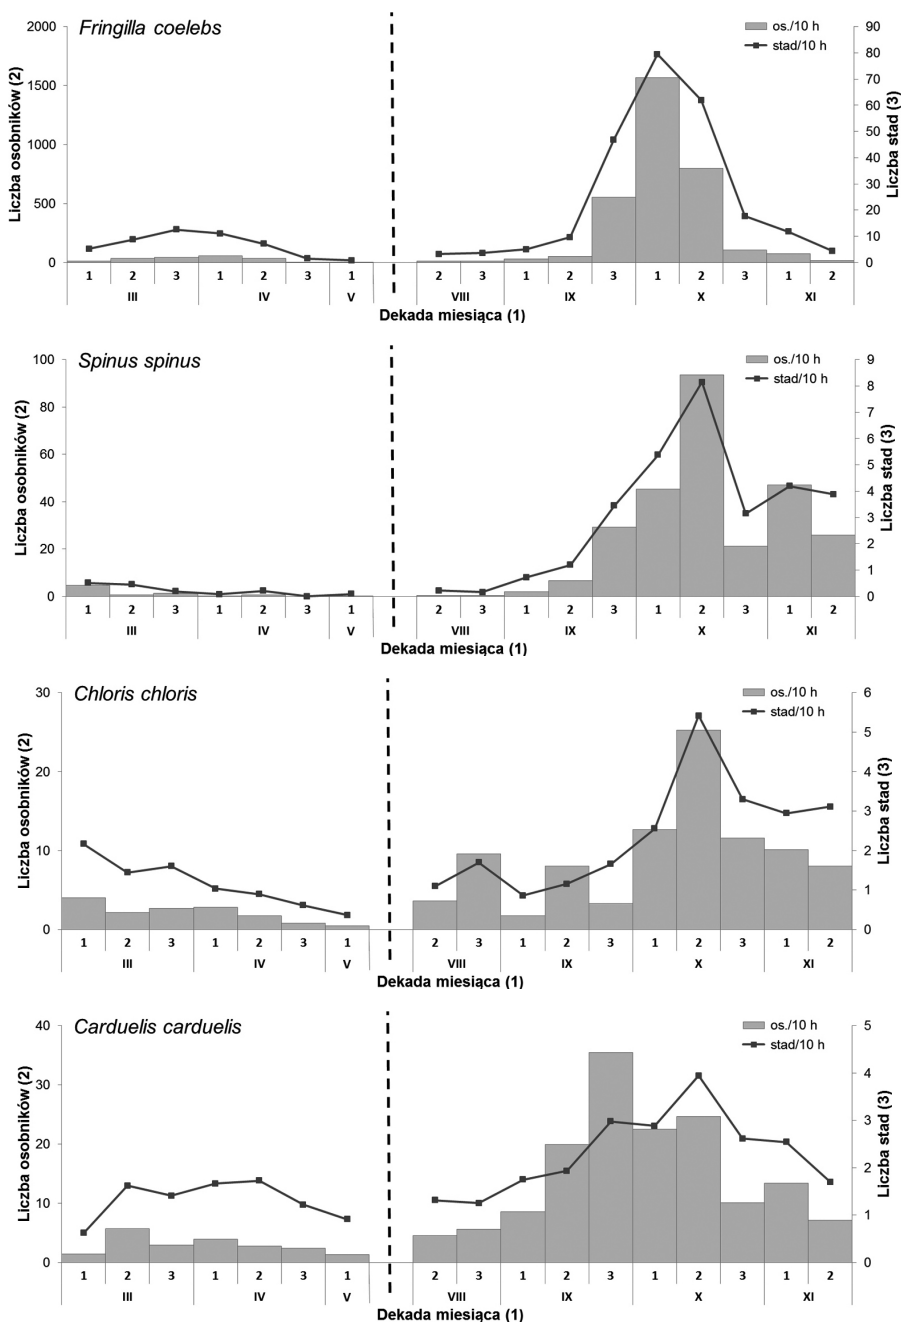 Fringilla coelebs
os./10 h
stad/10 h
Liczba osobników (2)
Liczba stad (3)
2000
1500
1000
500
0
90
80
70
60
50
40
30
20
10
0
1 2 3 1 2 3 1 2 3 1 2 3 1 2 3 1 2
III IV V VIII IX X XI
Dekada miesiąca (1)
Spinus spinus
os./10 h
stad/10 h
Liczba osobników (2)
Liczba stad (3)
100
80
60
40
20
0
9
8
7
6
5
4
3
2
1
0
1 2 3 1 2 3 1 2 3 1 2 3 1 2 3 1 2
III IV V VIII IX X XI
Dekada miesiąca (1)
Chloris chloris
os./10 h
stad/10 h
Liczba osobników (2)
Liczba stad (3)
30
20
10
0
6
5
4
3
2
1
0
1 2 3 1 2 3 1 2 3 1 2 3 1 2 3 1 2
III IV V VIII IX X XI
Dekada miesiąca (1)
Carduelis carduelis
os./10 h
stad/10 h
Liczba osobników (2)
Liczba stad (3)
40
30
20
10
0
5
4
3
2
1
0
1 2 3 1 2 3 1 2 3 1 2 3 1 2 3 1 2
III IV V VIII IX X XI
Dekada miesiąca (1)